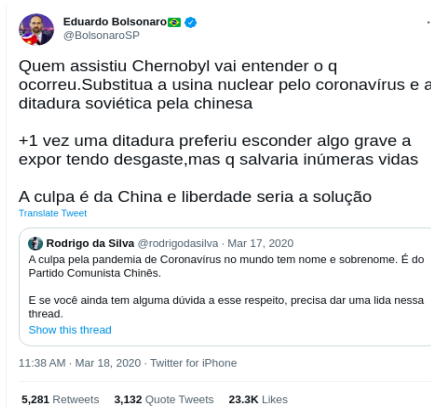 Eduardo Bolsonaro🇧🇷
@BolsonaroSP
Quem assistiu Chernobyl vai entender o q
ocorreu.Substitua a usina nuclear pelo coronavírus e a
ditadura soviética pela chinesa
+1 vez uma ditadura preferiu esconder algo grave a
expor tendo desgaste,mas q salvaria inúmeras vidas
A culpa é da China e liberdade seria a solução
Translate Tweet
Rodrigo da Silva @rodrigodasilva · Mar 17, 2020
A culpa pela pandemia de Coronavírus no mundo tem nome e sobrenome. É do
Partido Comunista Chinês.
E se você ainda tem alguma dúvida a esse respeito, precisa dar uma lida nessa
thread.
Show this thread
11:38 AM · Mar 18, 2020 · Twitter for iPhone
5,281 Retweets 3,132 Quote Tweets 23.3K Likes